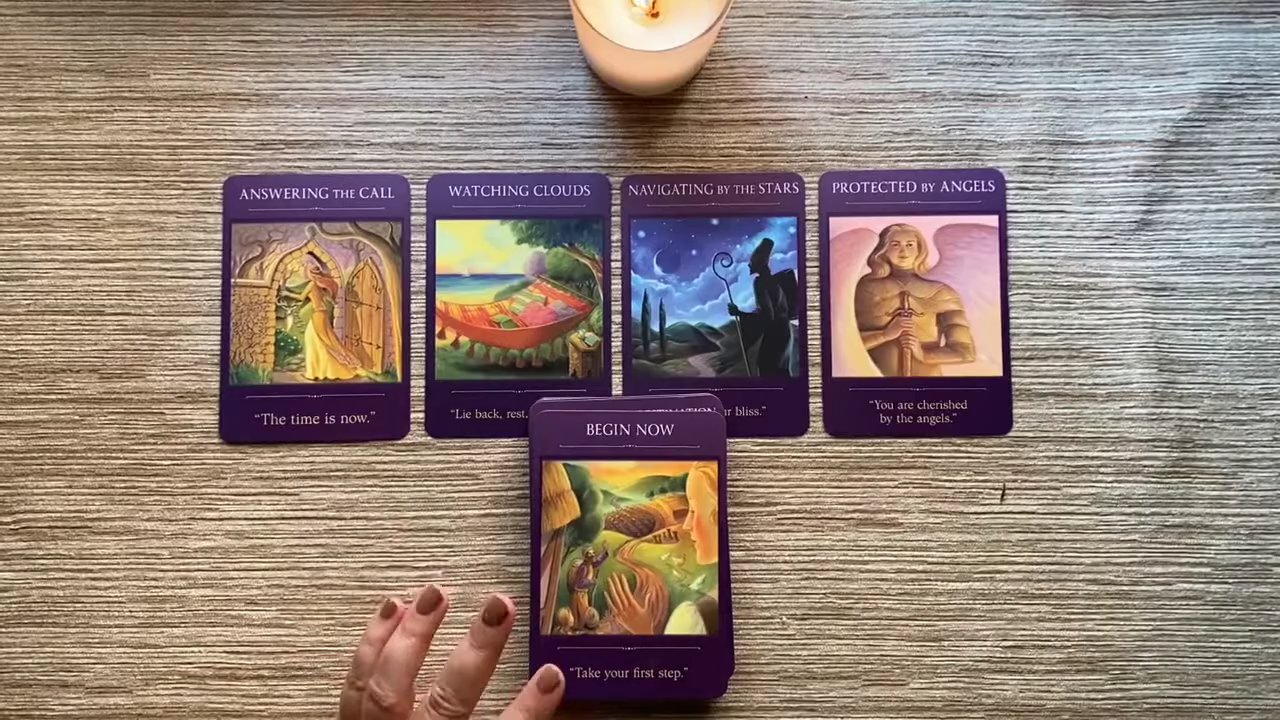 ANSWERING THE CALL
"The time is now."
WATCHING CLOUDS
"Lie back, rest,
NAVIGATING BY THE STARS
ur bliss."
PROTECTED BY ANGELS
"You are cherished
by the angels."
BEGIN NOW
"Take your first step."